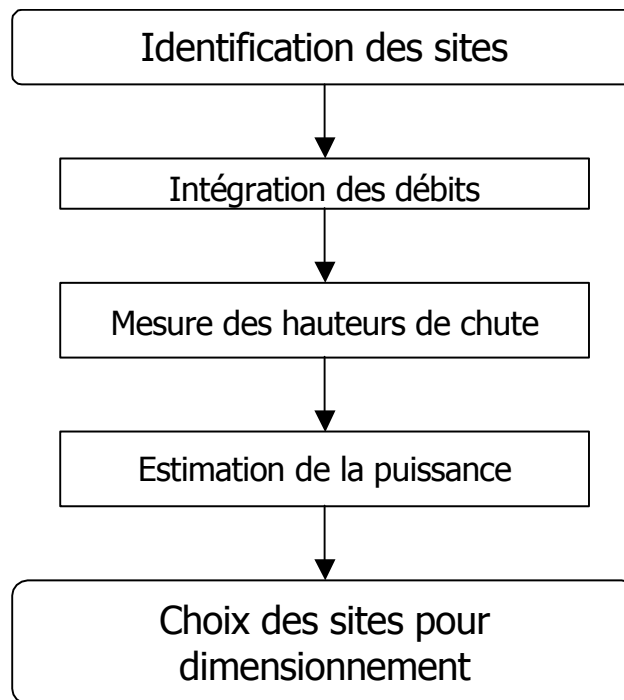 Identification des sites
Intégration des débits
Mesure des hauteurs de chute
Estimation de la puissance
Choix des sites pour
dimensionnement